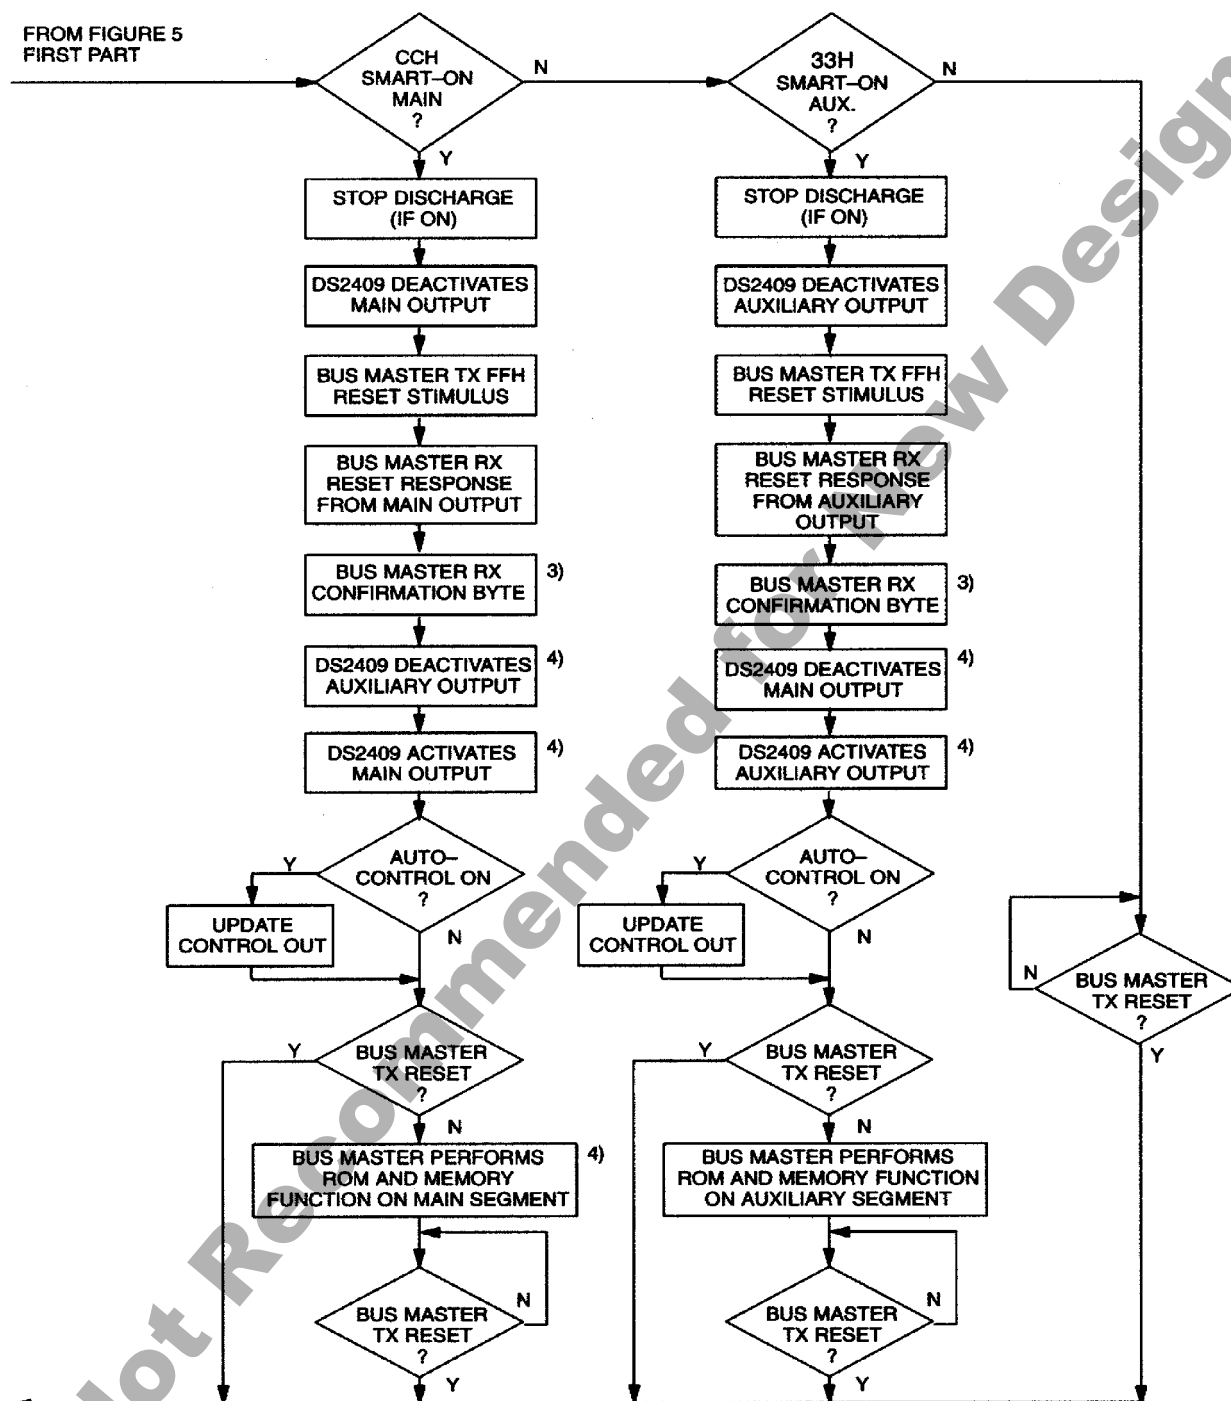 FROM FIGURE 5
FIRST PART
CCH
SMART–ON
MAIN
?
N
Y
33H
SMART–ON
AUX.
?
N
Y
STOP DISCHARGE
(IF ON)
DS2409 DEACTIVATES
MAIN OUTPUT
BUS MASTER TX FFH
RESET STIMULUS
BUS MASTER RX
RESET RESPONSE
FROM MAIN OUTPUT
BUS MASTER RX
CONFIRMATION BYTE
3)
DS2409 DEACTIVATES
AUXILIARY OUTPUT
4)
DS2409 ACTIVATES
MAIN OUTPUT
4)
AUTO–
CONTROL ON
?
Y
N
UPDATE
CONTROL OUT
BUS MASTER
TX RESET
?
Y
N
BUS MASTER PERFORMS
ROM AND MEMORY
FUNCTION ON MAIN SEGMENT
4)
BUS MASTER
TX RESET
?
N
Y
STOP DISCHARGE
(IF ON)
DS2409 DEACTIVATES
AUXILIARY OUTPUT
BUS MASTER TX FFH
RESET STIMULUS
BUS MASTER RX
RESET RESPONSE
FROM AUXILIARY
OUTPUT
BUS MASTER RX
CONFIRMATION BYTE
3)
DS2409 DEACTIVATES
MAIN OUTPUT
4)
DS2409 ACTIVATES
AUXILIARY OUTPUT
4)
AUTO–
CONTROL ON
?
Y
N
UPDATE
CONTROL OUT
BUS MASTER
TX RESET
?
Y
N
BUS MASTER PERFORMS
ROM AND MEMORY FUNCTION
ON AUXILIARY SEGMENT
BUS MASTER
TX RESET
?
N
Y
BUS MASTER
TX RESET
?
N
Y
Not Recommended for New Design